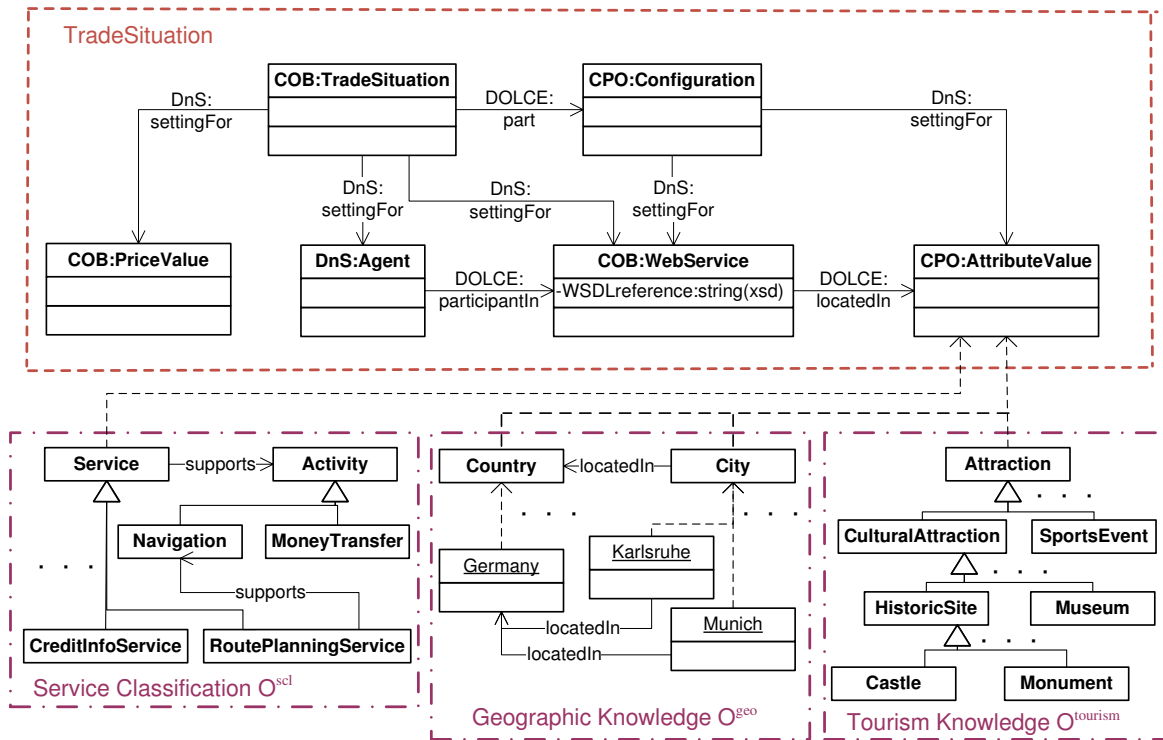 TradeSituation
COB:TradeSituation
CPO:Configuration
DnS:
settingFor
DOLCE:
part
DnS:
settingFor
DnS:
settingFor
DnS:
settingFor
DnS:
settingFor
COB:PriceValue
DnS:Agent
COB:WebService
CPO:AttributeValue
DOLCE:
participantIn
-WSDLreference:string(xsd)
DOLCE:
locatedIn
Service
supports
Activity
Navigation
MoneyTransfer
. . .
supports
CreditInfoService
RoutePlanningService
Service Classification O^scl
Country
locatedIn
City
. . .
. . .
Germany
Karlsruhe
Munich
locatedIn
locatedIn
Geographic Knowledge O^geo
Attraction
. . .
CulturalAttraction
SportsEvent
. . .
HistoricSite
Museum
. . .
Castle
Monument
Tourism Knowledge O^tourism